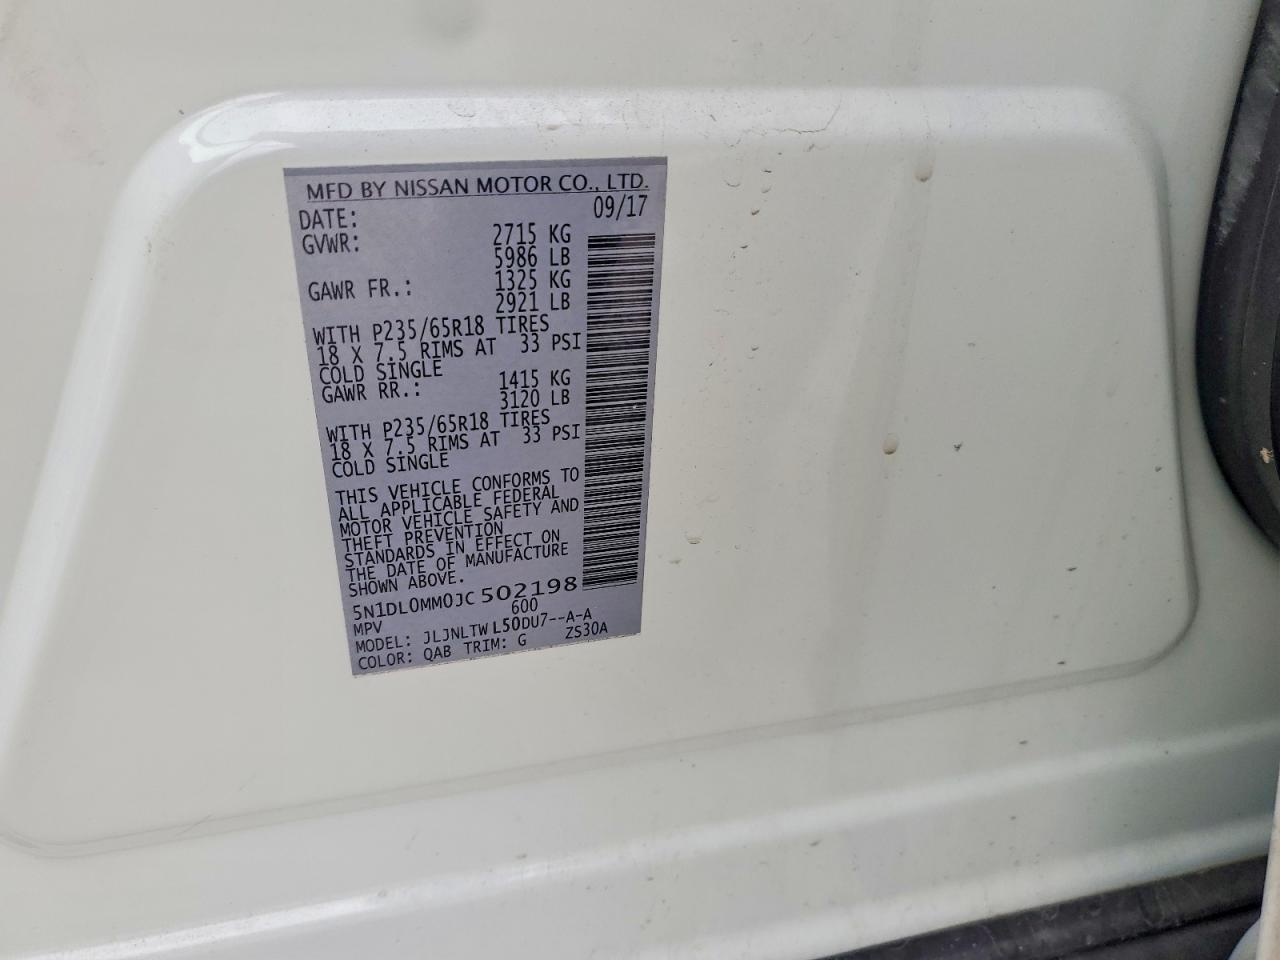 MFD BY NISSAN MOTOR CO., LTD.
DATE: 09/17
GVWR: 2715 KG
5986 LB
GAWR FR.: 1325 KG
2921 LB
WITH P235/65R18 TIRES
18 X 7.5 RIMS AT 33 PSI
COLD SINGLE
GAWR RR.: 1415 KG
3120 LB
WITH P235/65R18 TIRES
18 X 7.5 RIMS AT 33 PSI
COLD SINGLE
THIS VEHICLE CONFORMS TO
ALL APPLICABLE FEDERAL
MOTOR VEHICLE SAFETY AND
THEFT PREVENTION
STANDARDS IN EFFECT ON
THE DATE OF MANUFACTURE
SHOWN ABOVE.
5N1DL0MM0JC502198
MPV 600
MODEL: JLJNLTWL50DU7--A-A
COLOR: QAB TRIM: G ZS30A